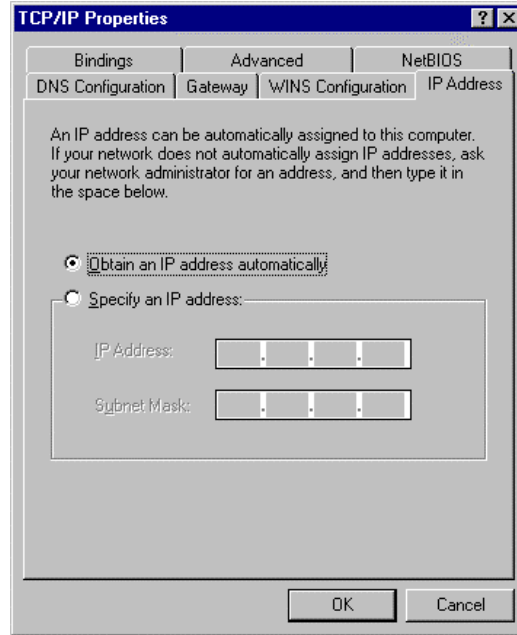 TCP/IP Properties
Bindings Advanced NetBIOS
DNS Configuration Gateway WINS Configuration IP Address
An IP address can be automatically assigned to this computer.
If your network does not automatically assign IP addresses, ask
your network administrator for an address, and then type it in
the space below.
Obtain an IP address automatically
Specify an IP address:
IP Address:
. . .
Subnet Mask:
. . .
OK Cancel